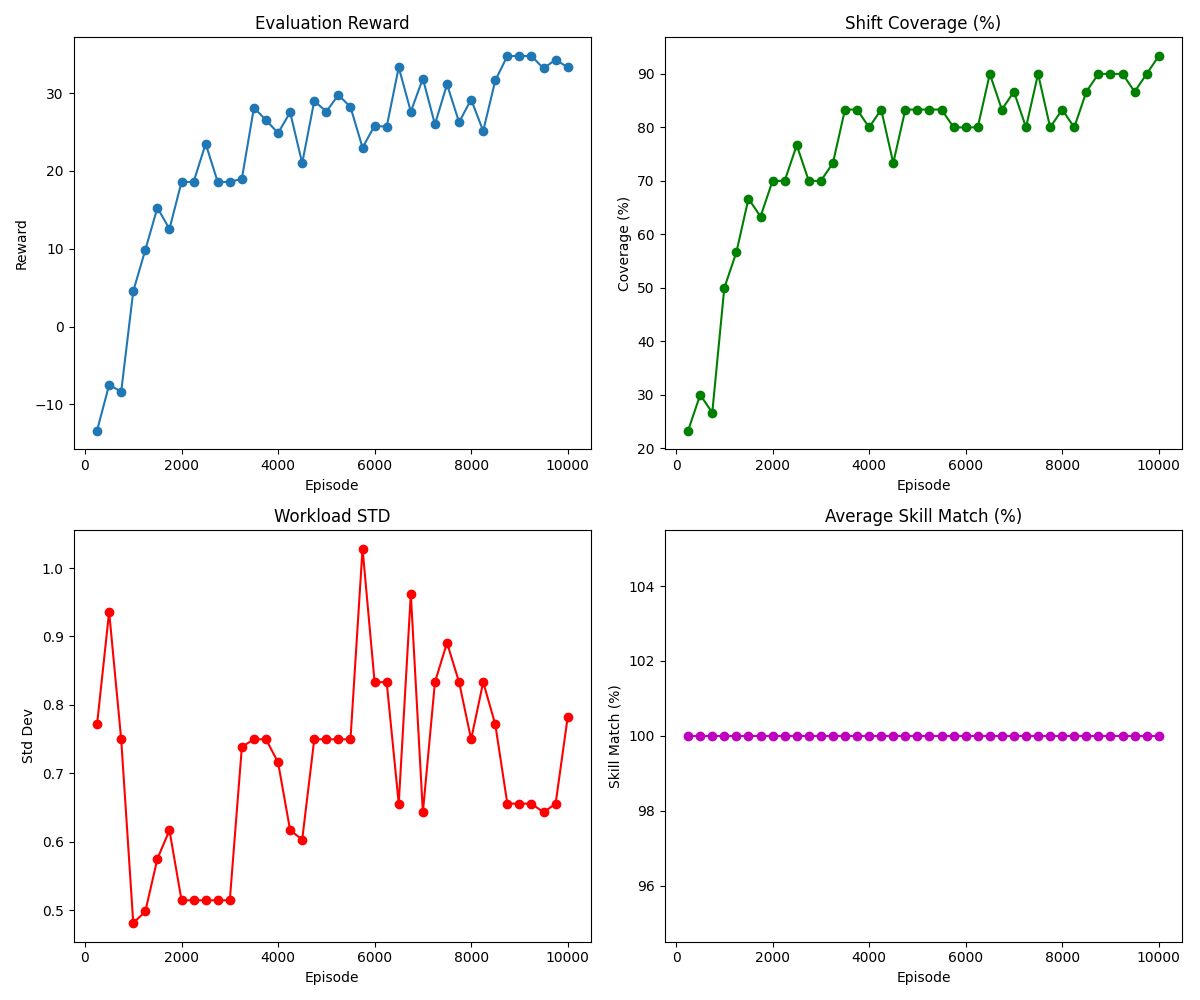 Evaluation Reward
Reward
30
20
10
0
−10
0 2000 4000 6000 8000 10000
Episode
Shift Coverage (%)
Coverage (%)
90
80
70
60
50
40
30
20
0 2000 4000 6000 8000 10000
Episode
Workload STD
Std Dev
1.0
0.9
0.8
0.7
0.6
0.5
0 2000 4000 6000 8000 10000
Episode
Average Skill Match (%)
Skill Match (%)
104
102
100
98
96
0 2000 4000 6000 8000 10000
Episode